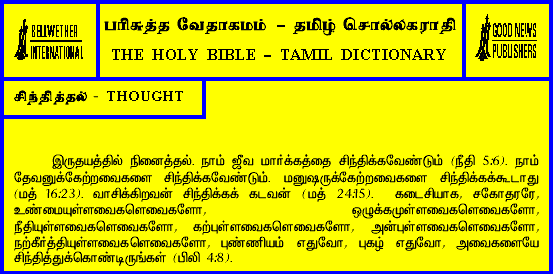 BELLWETHER
INTERNATIONAL
பரிசுத்த வேதாகமம் – தமிழ் சொல்லகராதி
THE HOLY BIBLE – TAMIL DICTIONARY
GOOD NEWS
PUBLISHERS
சிந்தித்தல் - THOUGHT
இருதயத்தில் நினைத்தல். நாம் ஜீவ மார்க்கத்தை சிந்திக்கவேண்டும் (நீதி 5:6). நாம்
தேவனுக்கேற்றவைகளை சிந்திக்கவேண்டும். மனுஷருக்கேற்றவைகளை சிந்திக்கக்கூடாது
(மத் 16:23). வாசிக்கிறவன் சிந்திக்கக் கடவன் (மத் 24:15). கடைசியாக, சகோதரரே,
உண்மையுள்ளவைகளெவைகளோ, ஒழுக்கமுள்ளவைகளெவைகளோ,
நீதியுள்ளவைகளெவைகளோ, கற்புள்ளவைகளெவைகளோ, அன்புள்ளவைகளெவைகளோ,
நற்கீர்த்தியுள்ளவைகளெவைகளோ, புண்ணியம் எதுவோ, புகழ் எதுவோ, அவைகளையே
சிந்தித்துக்கொண்டிருங்கள் (பிலி 4:8).